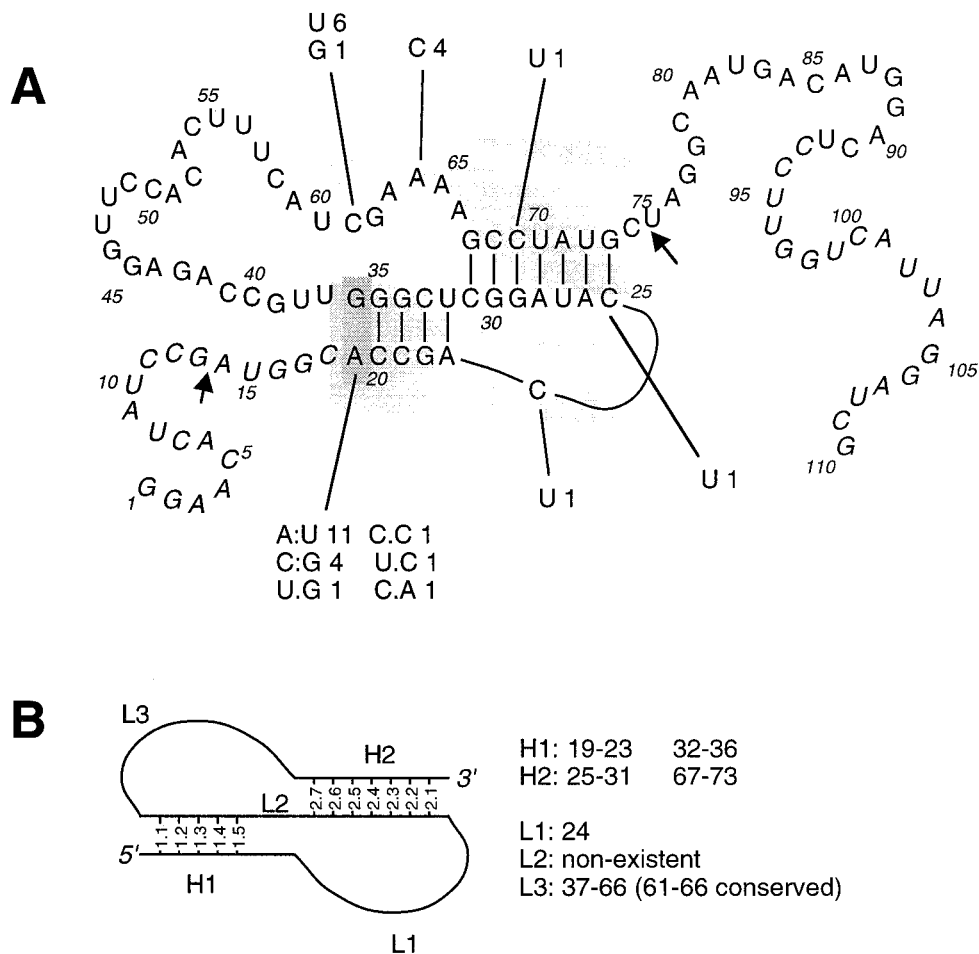 A
U 6
G 1
C 4
U 1
55
50
60
65
70
75
80
85
90
95
100
105
110
U U C C A C A C U U U C A U C G A A A A G C C U A U G C U A G G C A A U G A C A U G G A C U C C U U G G U C A U U A G G A U C G
45
40
35
30
25
G G A G A C C G U U G G G C U C G G A U A C
1
5
10
15
20
G G A A C A C U A U C C G A U G G C A C C G A
C
U 1
U 1
A:U 11 C.C 1
C:G 4 U.C 1
U.G 1 C.A 1
B
L3
H2
3'
L2
2.7 2.6 2.5 2.4 2.3 2.2 2.1
1.1 1.2 1.3 1.4 1.5
5'
H1
L1
H1: 19-23 32-36
H2: 25-31 67-73
L1: 24
L2: non-existent
L3: 37-66 (61-66 conserved)